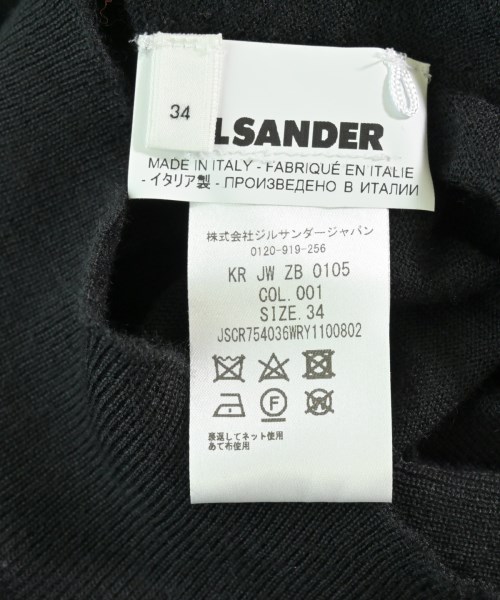 34
L SANDER
MADE IN ITALY - FABRIQUÉ EN ITALIE
- イタリア製 - ПРОИЗВЕДЕНО В ИТАЛИИ
株式会社ジルサンダージャパン
0120-919-256
KR JW ZB 0105
COL.001
SIZE.34
JSCR754036WRY1100802
F W
裏返してネット使用
あて布使用